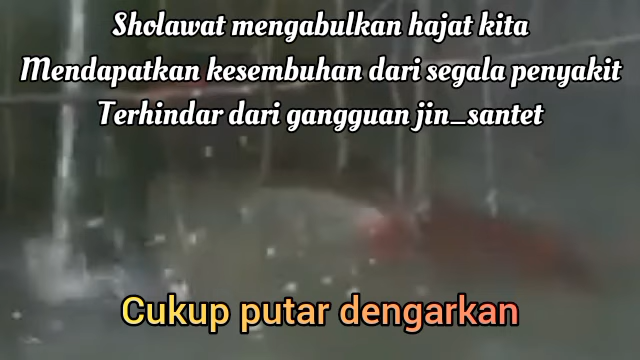 Sholawat mengabulkan hajat kita
Mendapatkan kesembuhan dari segala penyakit
Terhindar dari gangguan jin_santet
Cukup putar dengarkan